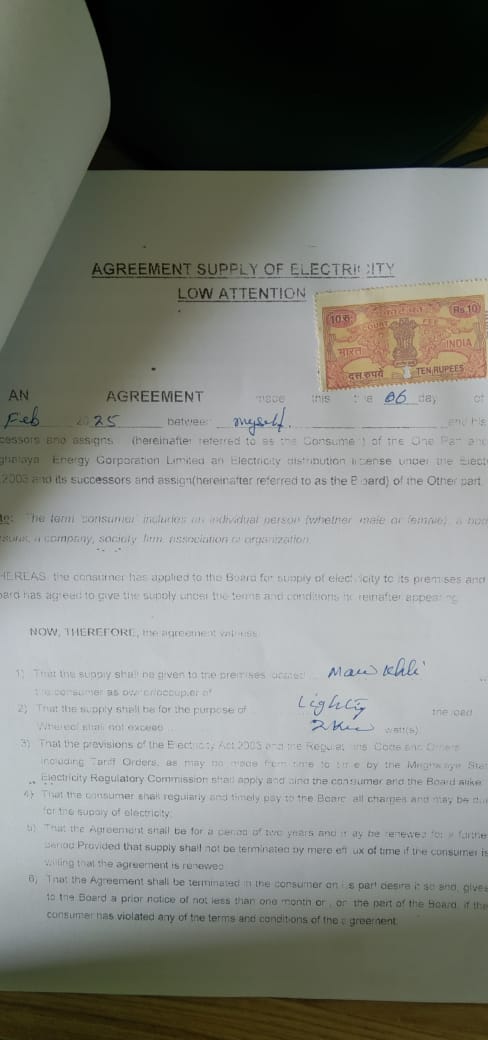 AGREEMENT SUPPLY OF ELECTRICITY
LOW ATTENTION
10 रु. Rs.10
COURT FEE
भारत INDIA
दस रुपये TEN RUPEES
AN AGREEMENT made this the 06 day of
Feb 2025 between myself. and his
cessors and assigns (hereinafter referred to as the Consumer) of the One Part and
ghalaya Energy Corporation Limited an Electricity distribution license under the Elect
2003 and its successors and assign(hereinafter referred to as the Board) of the Other part.
te: The term consumer includes an individual person (whether male or female), a bod
sons, a company, society firm, association or organization.
HEREAS, the consumer has applied to the Board for supply of electricity to its premises and
oard has agreed to give the supply under the terms and conditions hereinafter appearing.
NOW, THEREFORE, the agreement witness
1) That the supply shall be given to the premises located
the consumer as owner/occupier of
2) That the supply shall be for the purpose of Lighting the load
Whereof shall not exceed 2 Kw watt(s)
3) That the provisions of the Electricity Act 2003 and the Regulations Code and Orders
including Tariff Orders, as may be made from time to time by the Meghalaya Stat
Electricity Regulatory Commission shall apply and bind the consumer and the Board alike.
4) That the consumer shall regularly and timely pay to the Board all charges and may be due
for the supply of electricity.
5) That the Agreement shall be for a period of two years and may be renewed for a further
period Provided that supply shall not be terminated by mere efflux of time if the consumer is
willing that the agreement is renewed
6) That the Agreement shall be terminated in the consumer on its part desire it so and, gives
to the Board a prior notice of not less than one month or, on the part of the Board, if the
consumer has violated any of the terms and conditions of the agreement.